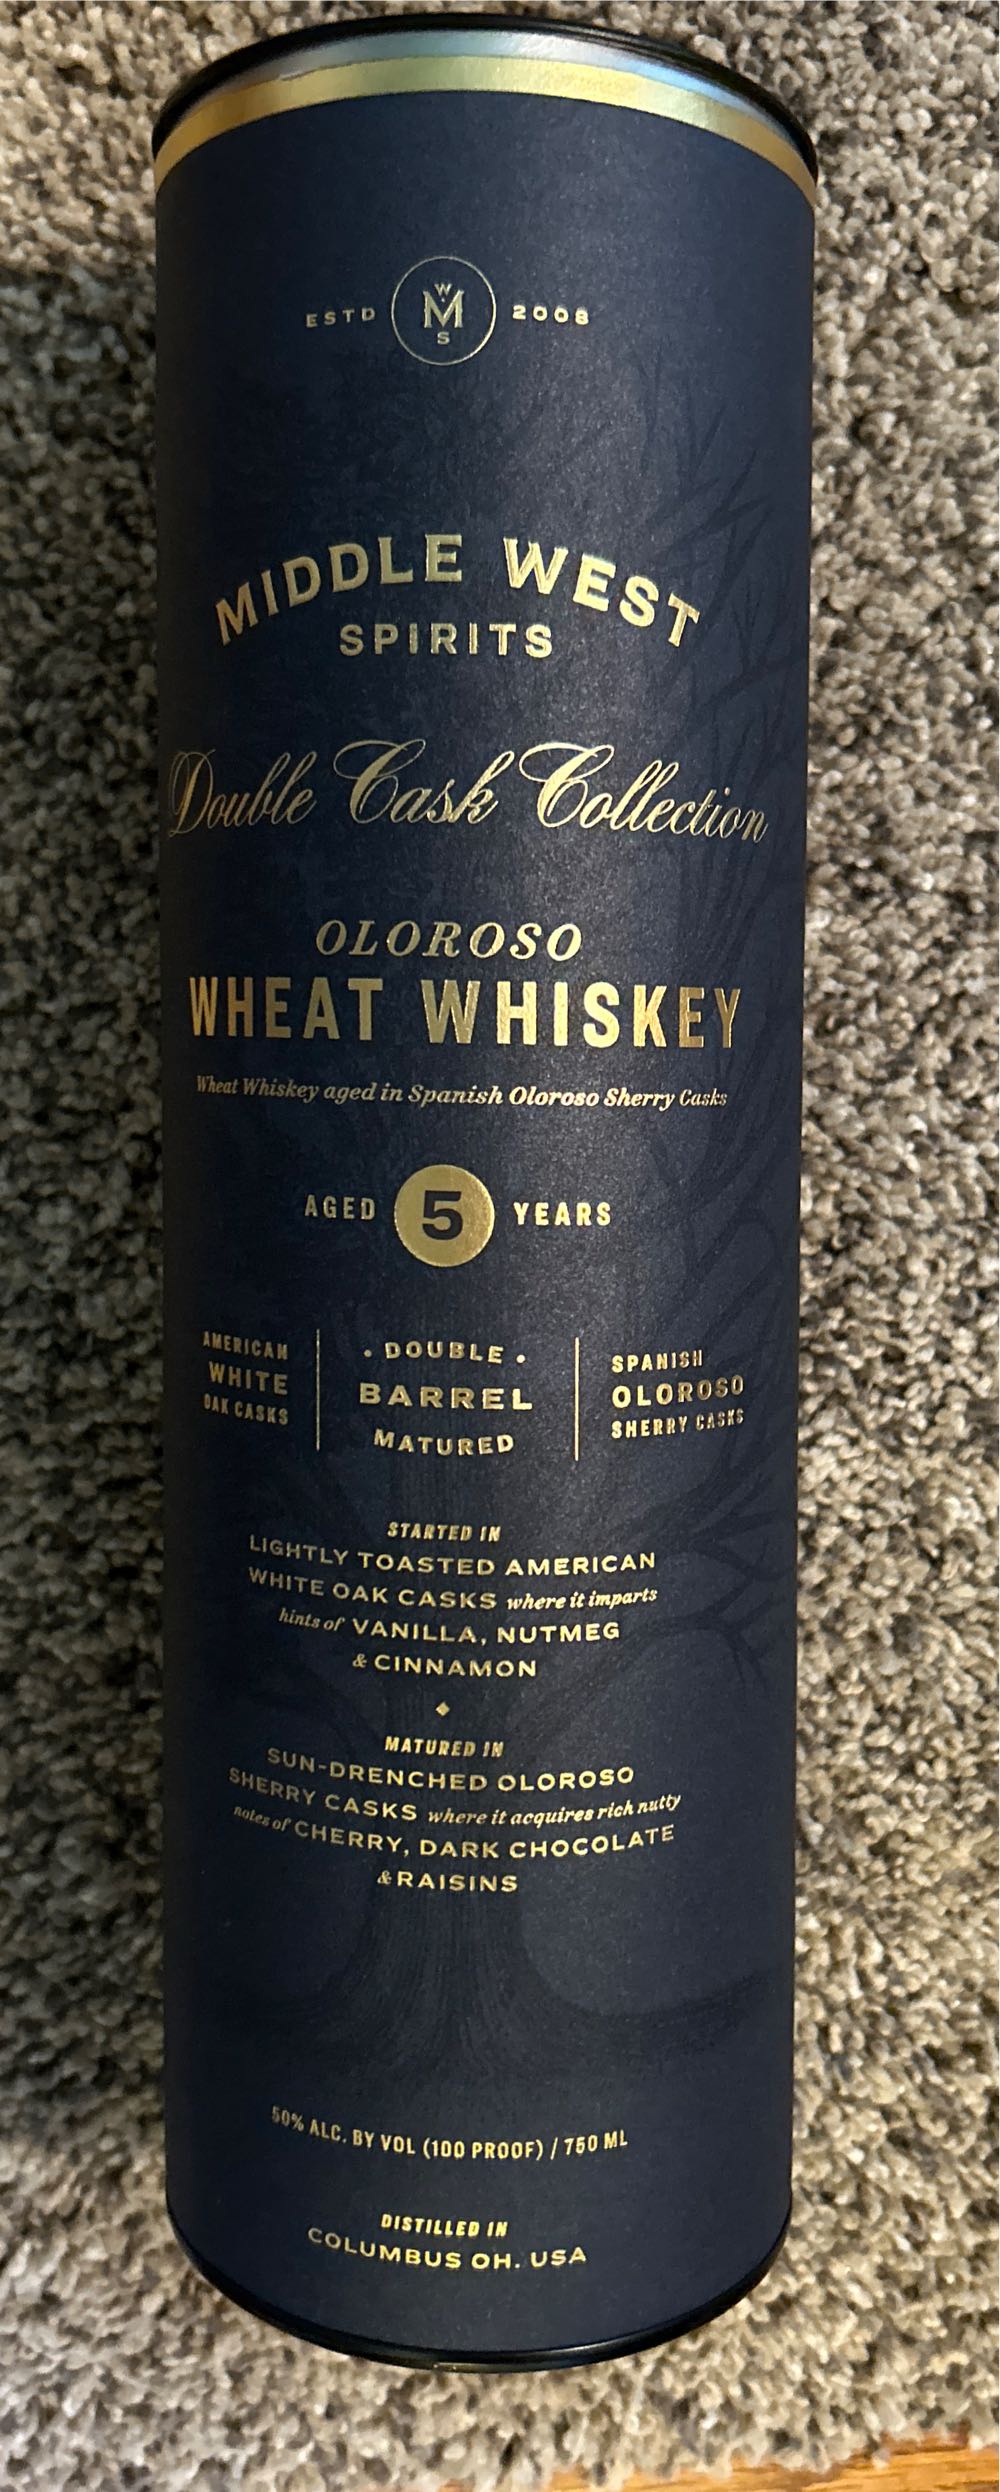 ESTD W M S 2008
MIDDLE WEST
SPIRITS
Double Cask Collection
OLOROSO
WHEAT WHISKEY
Wheat Whiskey aged in Spanish Oloroso Sherry Casks
AGED 5 YEARS
AMERICAN
WHITE
OAK CASKS
• DOUBLE •
BARREL
MATURED
SPANISH
OLOROSO
SHERRY CASKS
STARTED IN
LIGHTLY TOASTED AMERICAN
WHITE OAK CASKS where it imparts
hints of VANILLA, NUTMEG
& CINNAMON
MATURED IN
SUN-DRENCHED OLOROSO
SHERRY CASKS where it acquires rich nutty
notes of CHERRY, DARK CHOCOLATE
& RAISINS
50% ALC. BY VOL (100 PROOF) / 750 ML
DISTILLED IN
COLUMBUS OH. USA